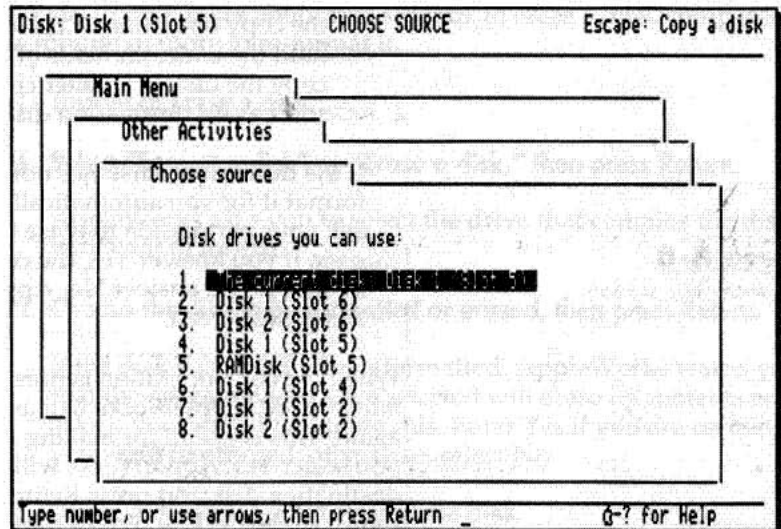 Disk: Disk 1 (Slot 5) CHOOSE SOURCE Escape: Copy a disk
Main Menu
Other Activities
Choose source
Disk drives you can use:
1. The current disk: Disk 1 (Slot 5)
2. Disk 1 (Slot 6)
3. Disk 2 (Slot 6)
4. Disk 1 (Slot 5)
5. RAMDisk (Slot 5)
6. Disk 1 (Slot 4)
7. Disk 1 (Slot 2)
8. Disk 2 (Slot 2)
Type number, or use arrows, then press Return _ -? for Help